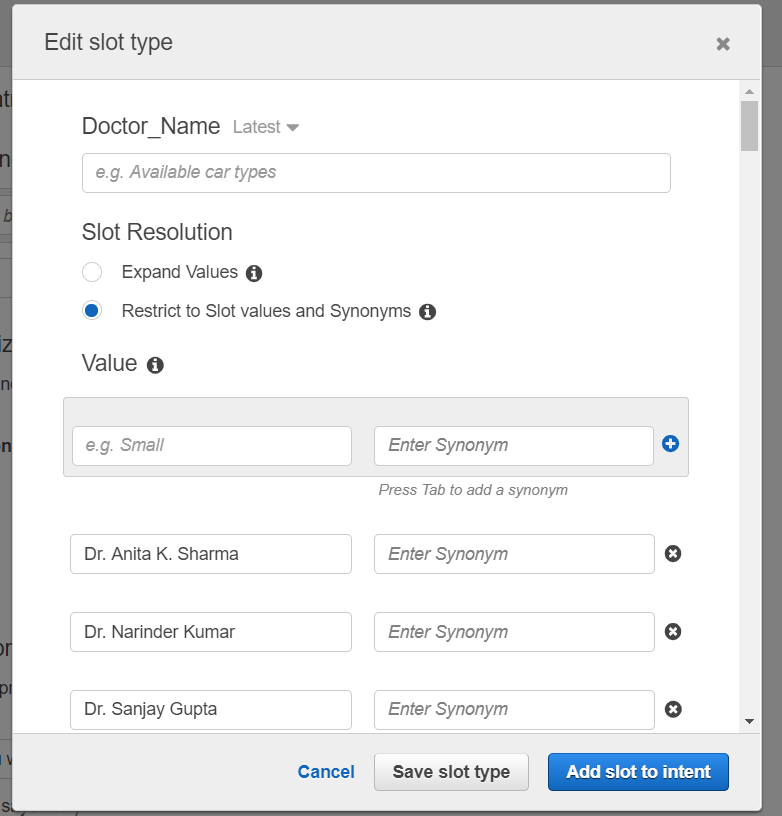 Edit slot type
Doctor_Name Latest
e.g. Available car types
Slot Resolution
Expand Values
Restrict to Slot values and Synonyms
Value
e.g. Small Enter Synonym
Press Tab to add a synonym
Dr. Anita K. Sharma Enter Synonym
Dr. Narinder Kumar Enter Synonym
Dr. Sanjay Gupta Enter Synonym
Cancel Save slot type Add slot to intent